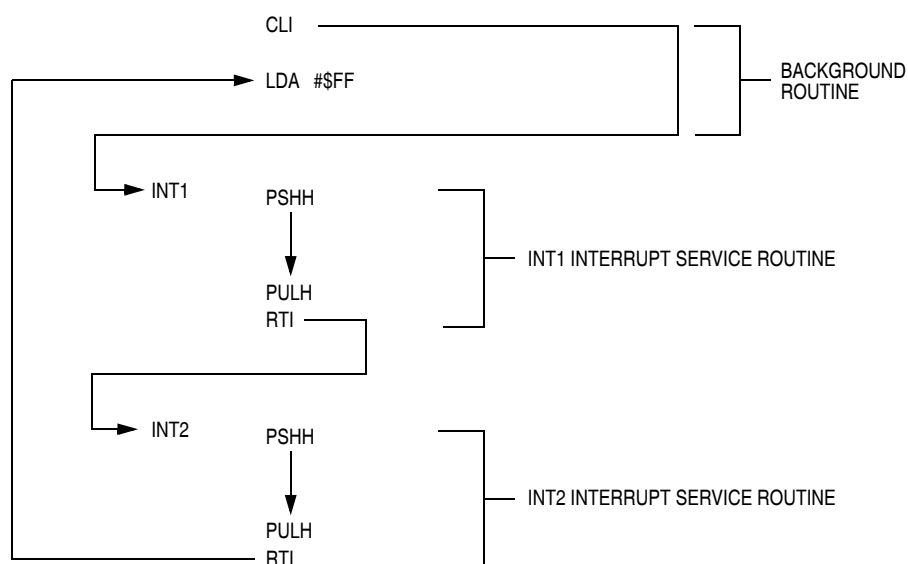 CLI
LDA #$FF
BACKGROUND
ROUTINE
INT1
PSHH
INT1 INTERRUPT SERVICE ROUTINE
PULH
RTI
INT2
PSHH
INT2 INTERRUPT SERVICE ROUTINE
PULH
RTI